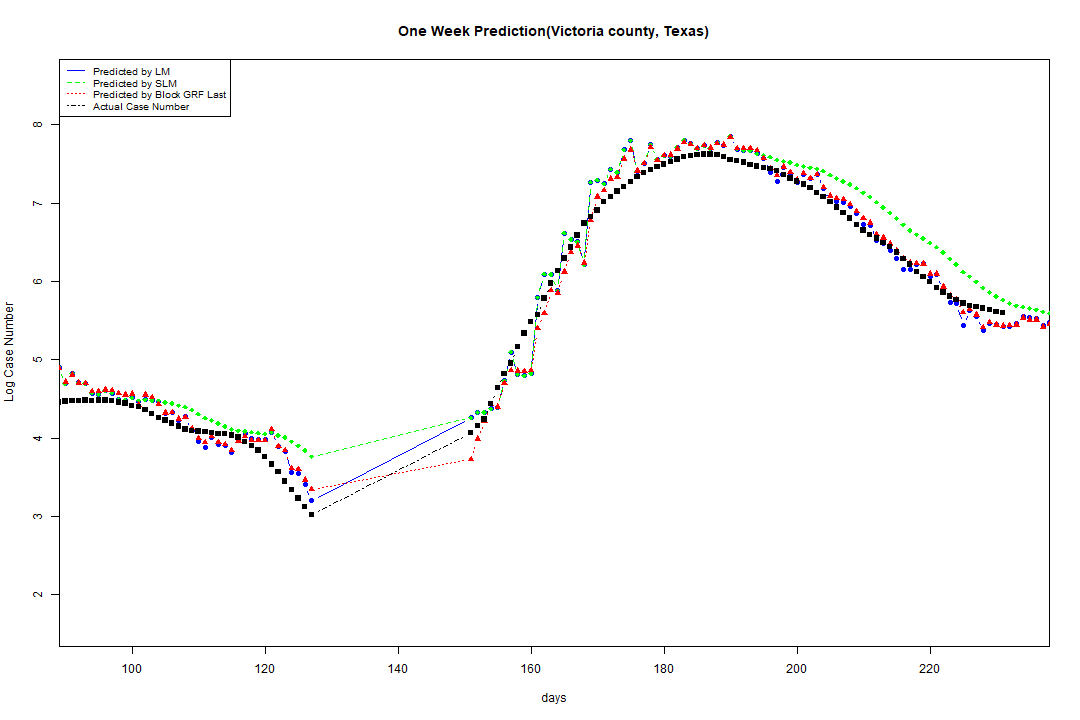 One Week Prediction(Victoria county, Texas)
Predicted by LM
Predicted by SLM
Predicted by Block GRF Last
Actual Case Number
8
7
6
5
4
3
2
Log Case Number
100 120 140 160 180 200 220
days